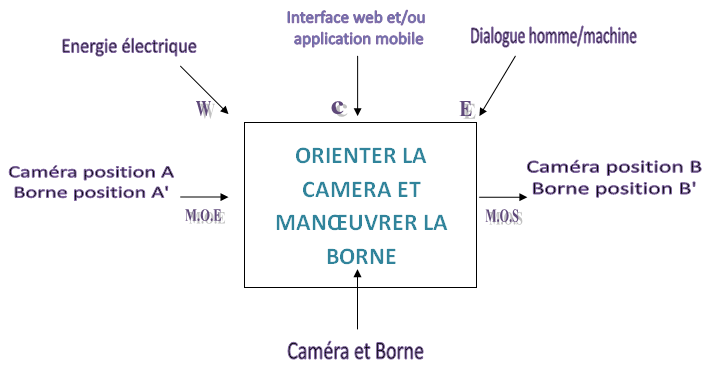 Interface web et/ou
application mobile
Energie électrique
Dialogue homme/machine
W
c
E
ORIENTER LA
CAMERA ET
MANŒUVRER LA
BORNE
Caméra position A
Borne position A'
M.O.E
Caméra position B
Borne position B'
M.O.S
Caméra et Borne